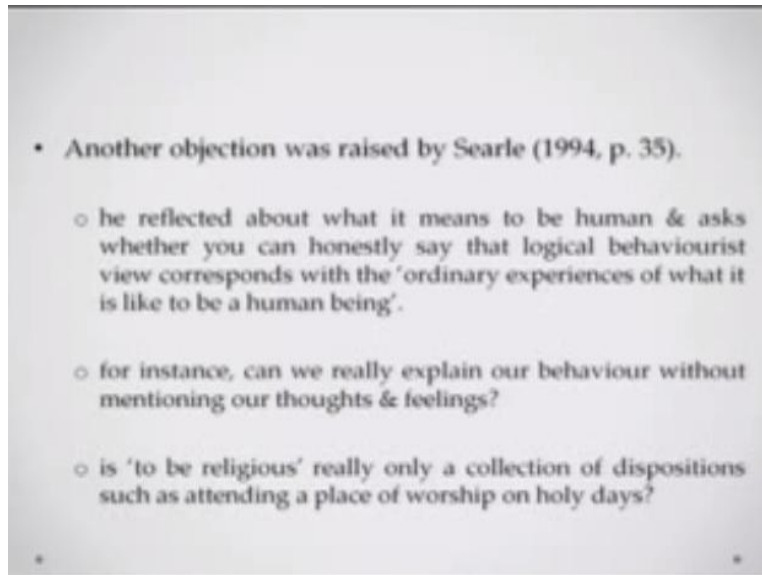 • Another objection was raised by Searle (1994, p. 35).
o he reflected about what it means to be human & asks
whether you can honestly say that logical behaviourist
view corresponds with the 'ordinary experiences of what it
is like to be a human being'.
o for instance, can we really explain our behaviour without
mentioning our thoughts & feelings?
o is 'to be religious' really only a collection of dispositions
such as attending a place of worship on holy days?